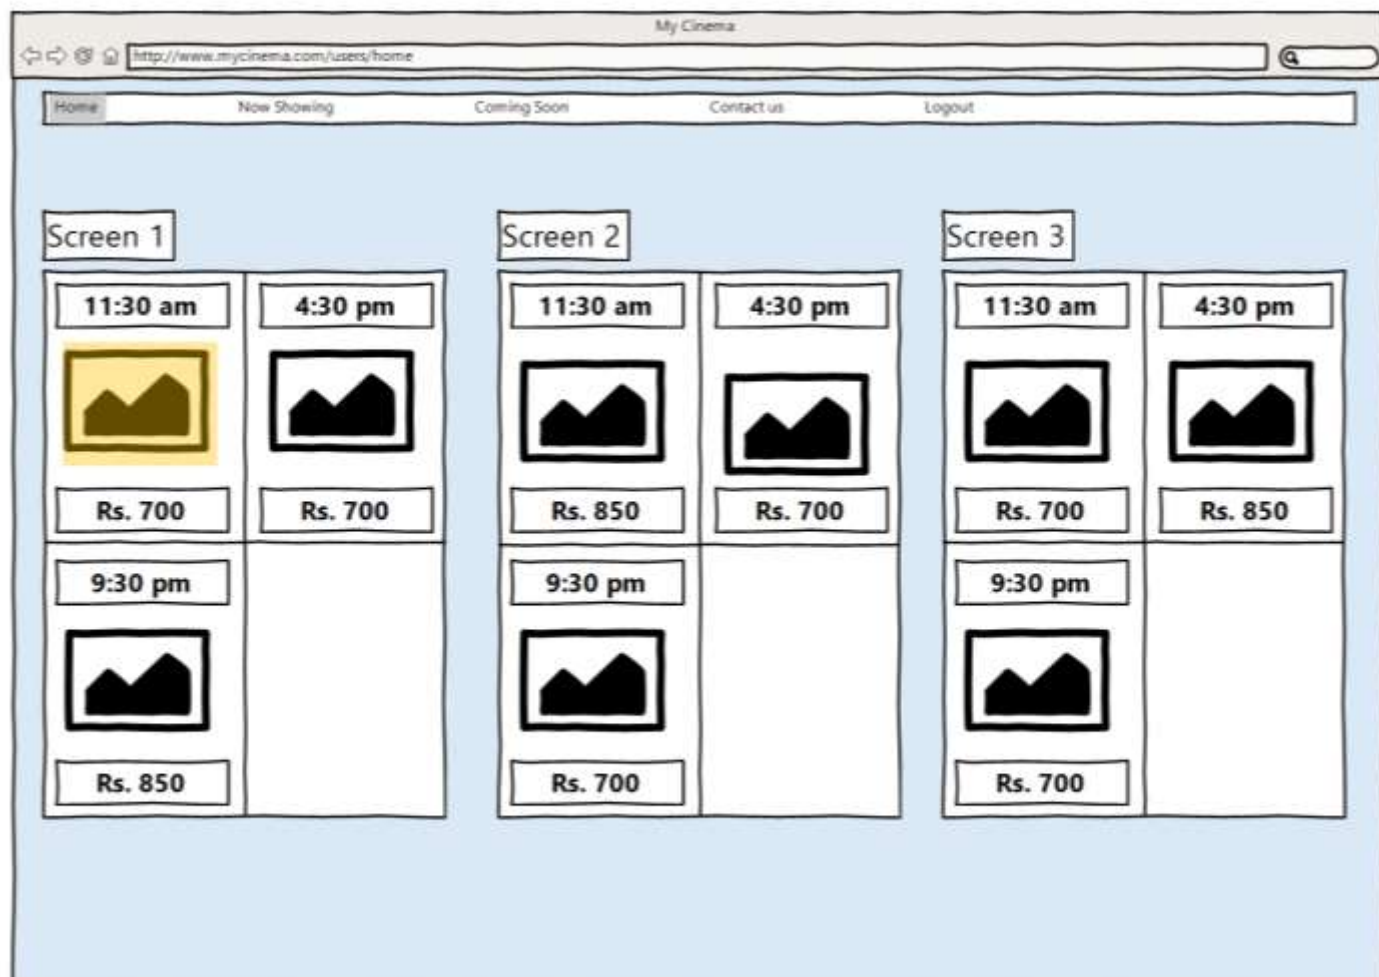 My Cinema
http://www.mycinema.com/users/home
Home Now Showing Coming Soon Contact us Logout
Screen 1 Screen 2 Screen 3
11:30 am 4:30 pm 11:30 am 4:30 pm 11:30 am 4:30 pm
Rs. 700 Rs. 700 Rs. 850 Rs. 700 Rs. 700 Rs. 850
9:30 pm 9:30 pm 9:30 pm
Rs. 850 Rs. 700 Rs. 700